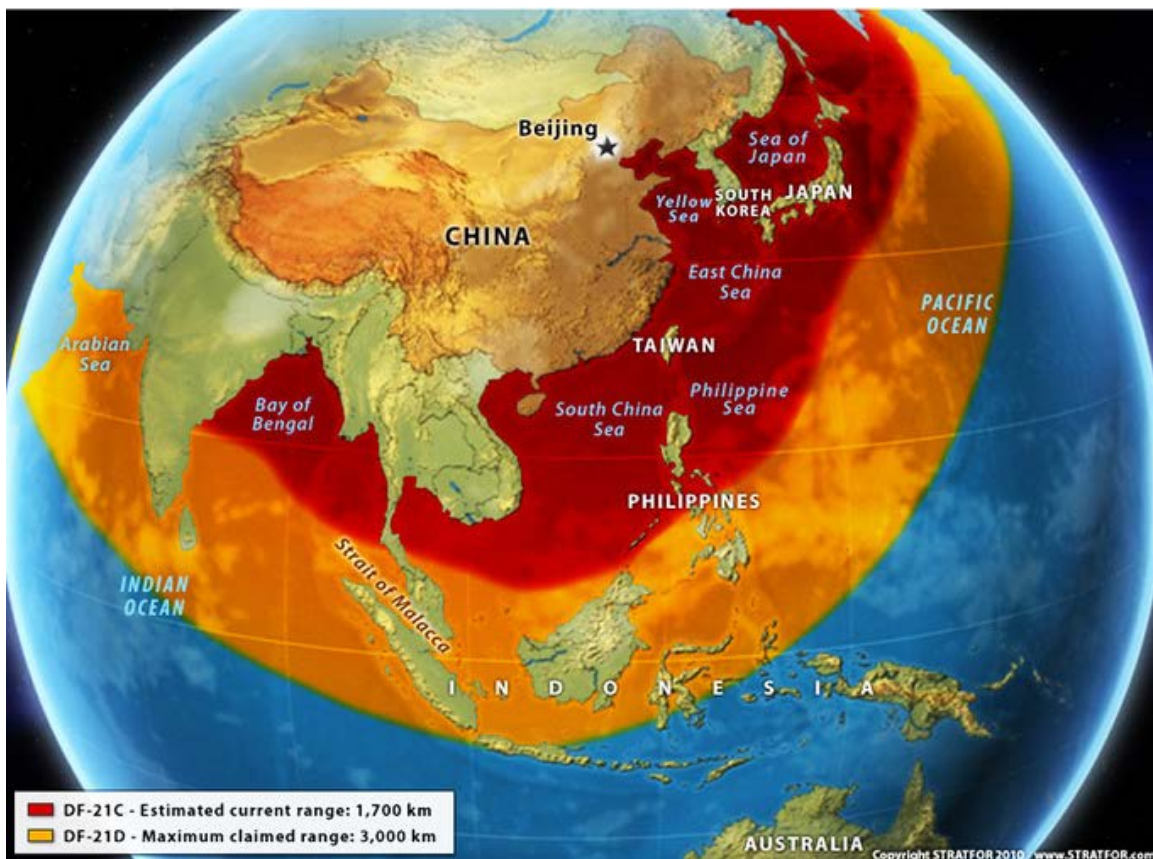 Beijing
Sea of
Japan
SOUTH
KOREA
JAPAN
Yellow
Sea
CHINA
East China
Sea
PACIFIC
OCEAN
Arabian
Sea
TAIWAN
Bay of
Bengal
South China
Sea
Philippine
Sea
PHILIPPINES
Strait of Malacca
INDIAN
OCEAN
INDONESIA
DF-21C - Estimated current range: 1,700 km
DF-21D - Maximum claimed range: 3,000 km
AUSTRALIA
Copyright STRATFOR 2010 - www.STRATFOR.com